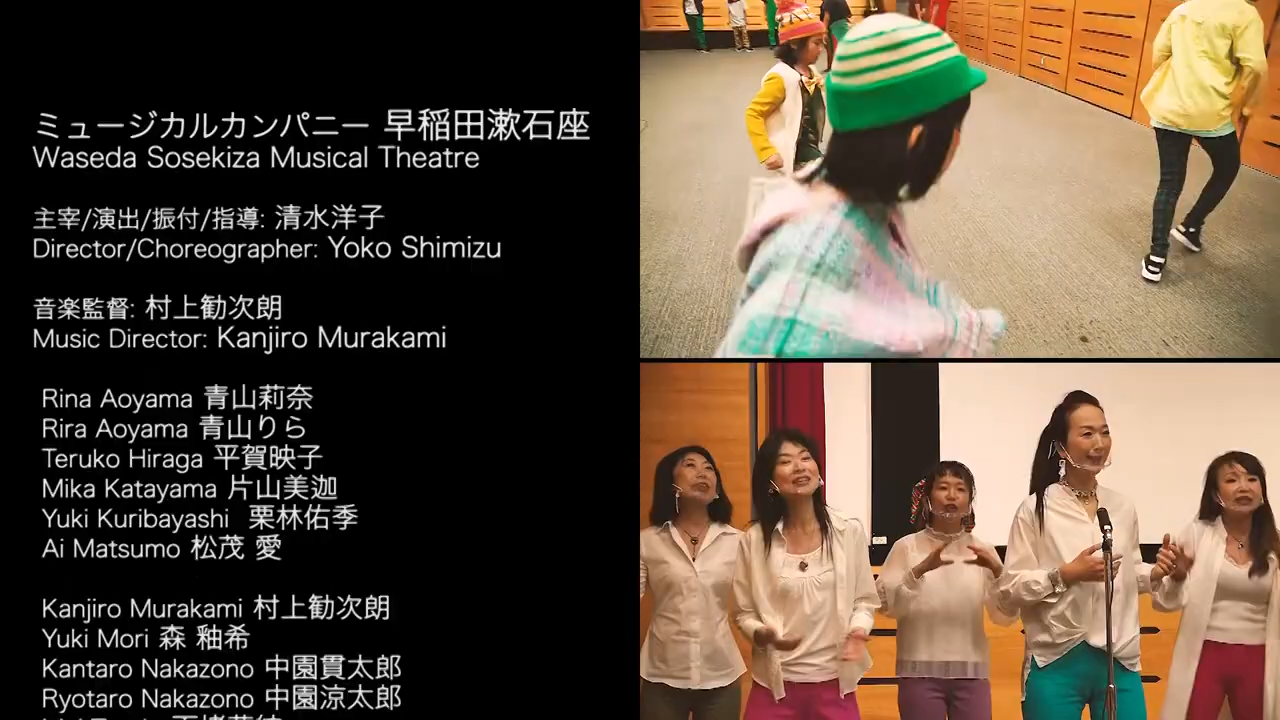 ミュージカルカンパニー 早稲田漱石座
Waseda Sosekiza Musical Theatre
主宰/演出/振付/指導: 清水洋子
Director/Choreographer: Yoko Shimizu
音楽監督: 村上勧次朗
Music Director: Kanjiro Murakami
Rina Aoyama 青山莉奈
Rira Aoyama 青山りら
Teruko Hiraga 平賀映子
Mika Katayama 片山美迦
Yuki Kuribayashi 栗林佑季
Ai Matsumo 松茂 愛
Kanjiro Murakami 村上勧次朗
Yuki Mori 森 釉希
Kantaro Nakazono 中園貫太郎
Ryotaro Nakazono 中園涼太郎